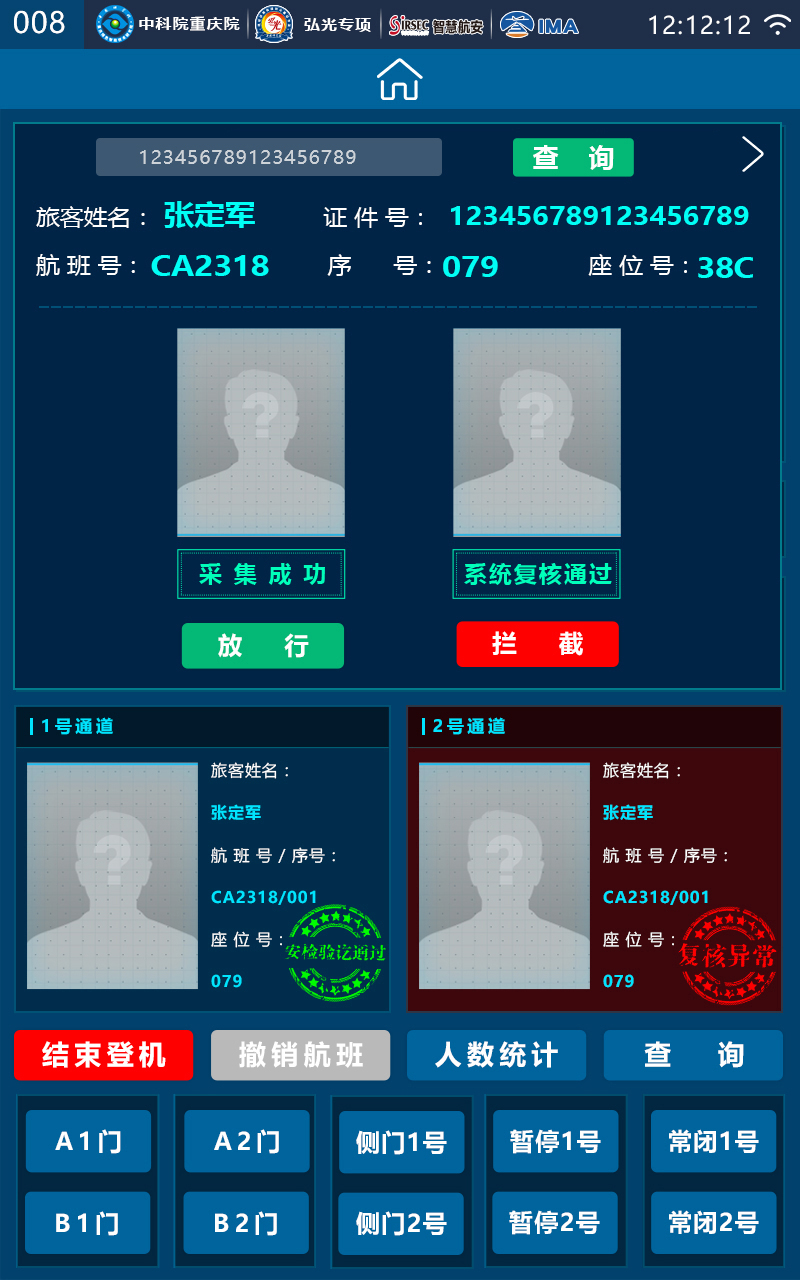 008 中科院重庆院 弘光专项 SiRSEC 智慧航安 IMA 12:12:12
123456789123456789 查 询
旅客姓名： 张定军 证件号： 123456789123456789
航班号： CA2318 序 号：079 座位号：38C
? ?
采集成功 系统复核通过
放 行 拦 截
1号通道
旅客姓名：
张定军
航班号/序号：
CA2318/001
座位号：
079
安检验讫通过
2号通道
旅客姓名：
张定军
航班号/序号：
CA2318/001
座位号：
079
复核异常
结束登机 撤销航班 人数统计 查 询
A1门 A2门 侧门1号 暂停1号 常闭1号
B1门 B2门 侧门2号 暂停2号 常闭2号